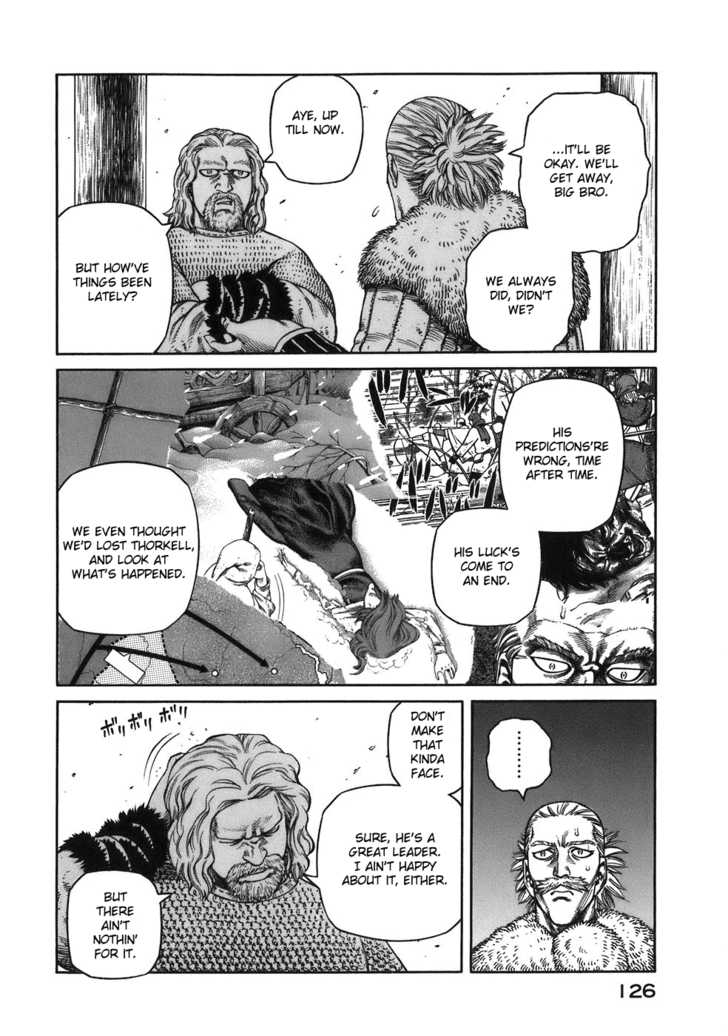 ...IT'LL BE
OKAY. WE'LL
GET AWAY,
BIG BRO.
WE ALWAYS
DID, DIDN'T
WE?
AYE, UP
TILL NOW.
BUT HOW'VE
THINGS BEEN
LATELY?
HIS
PREDICTIONS'RE
WRONG, TIME
AFTER TIME.
HIS LUCK'S
COME TO
AN END.
WE EVEN THOUGHT
WE'D LOST THORKELL,
AND LOOK AT
WHAT'S HAPPENED.
.........
DON'T
MAKE
THAT
KINDA
FACE.
SURE, HE'S A
GREAT LEADER.
I AIN'T HAPPY
ABOUT IT, EITHER.
BUT
THERE
AIN'T
NOTHIN'
FOR IT.
ボリ ボリ ボリ
126